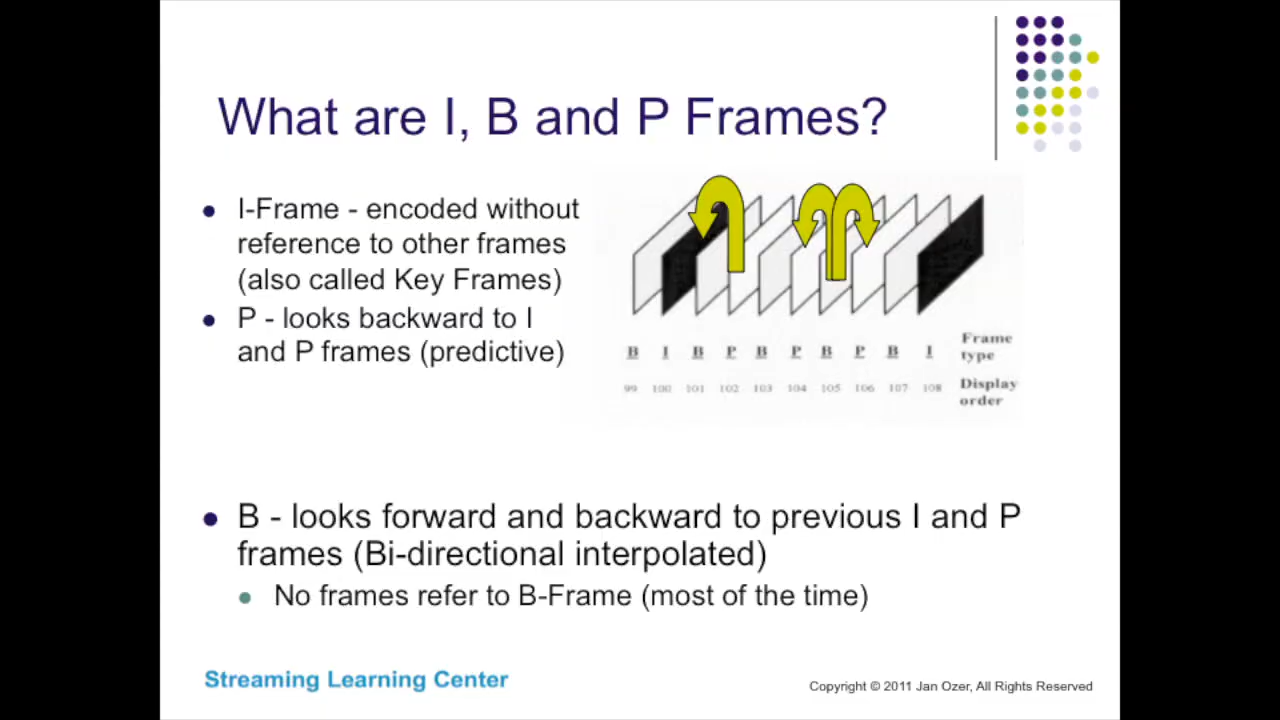 What are I, B and P Frames?
● I-Frame - encoded without
reference to other frames
(also called Key Frames)
● P - looks backward to I
and P frames (predictive)
B I B P B P B P B I Frame
type
99 100 101 102 103 104 105 106 107 108 Display
order
● B - looks forward and backward to previous I and P
frames (Bi-directional interpolated)
● No frames refer to B-Frame (most of the time)
Streaming Learning Center
Copyright © 2011 Jan Ozer, All Rights Reserved